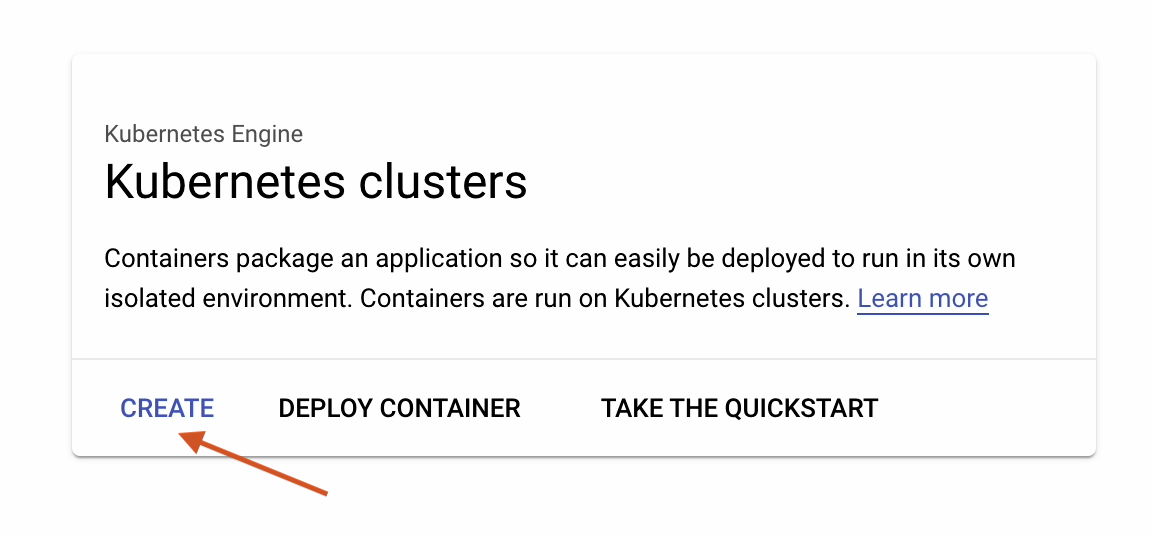 Kubernetes Engine
Kubernetes clusters
Containers package an application so it can easily be deployed to run in its own
isolated environment. Containers are run on Kubernetes clusters. Learn more
CREATE DEPLOY CONTAINER TAKE THE QUICKSTART